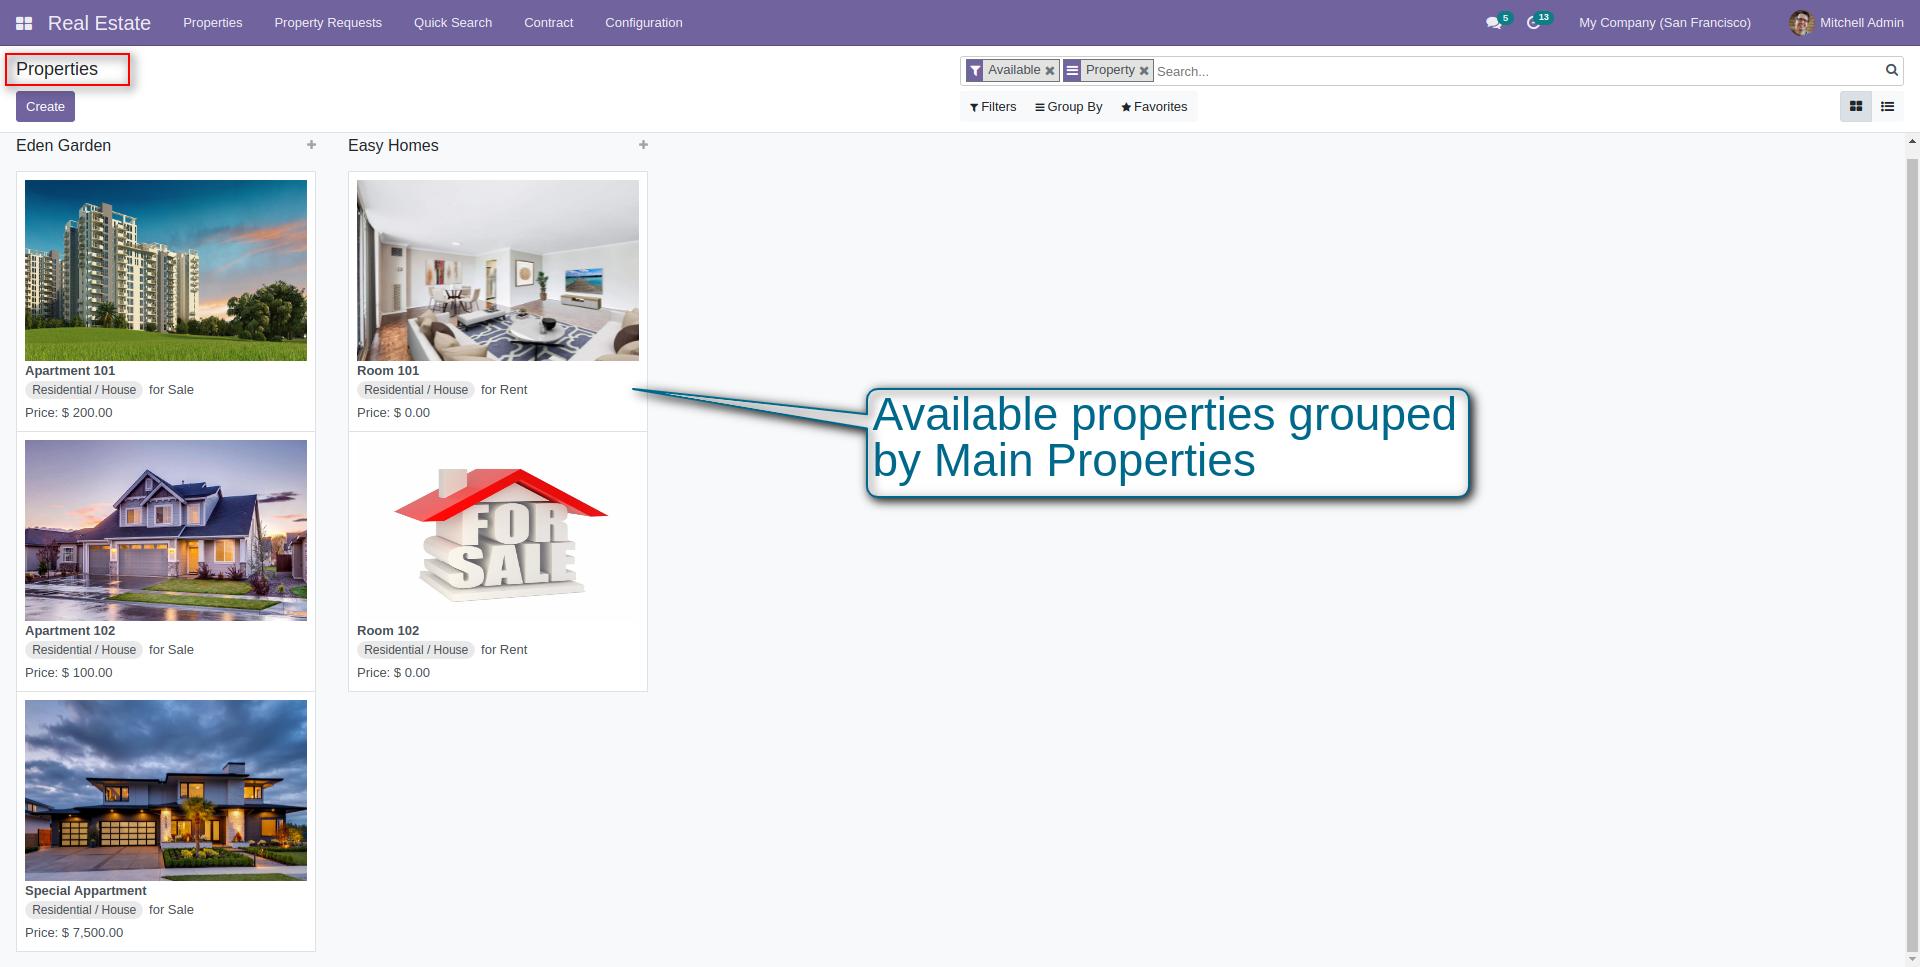 Real Estate Properties Property Requests Quick Search Contract Configuration 5 13 My Company (San Francisco) Mitchell Admin
Properties
Available Property Search...
Create
Filters Group By Favorites
Eden Garden
Apartment 101
Residential / House for Sale
Price: $ 200.00
Apartment 102
Residential / House for Sale
Price: $ 100.00
Special Appartment
Residential / House for Sale
Price: $ 7,500.00
Easy Homes
Room 101
Residential / House for Rent
Price: $ 0.00
FOR
SALE
Room 102
Residential / House for Rent
Price: $ 0.00
Available properties grouped
by Main Properties